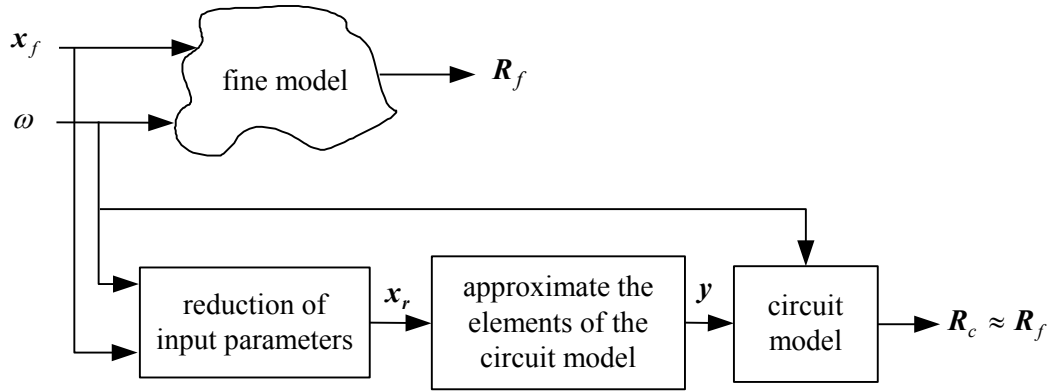 x_f
fine model
R_f
ω
reduction of
input parameters
x_r
approximate the
elements of the
circuit model
y
circuit
model
R_c ≈ R_f